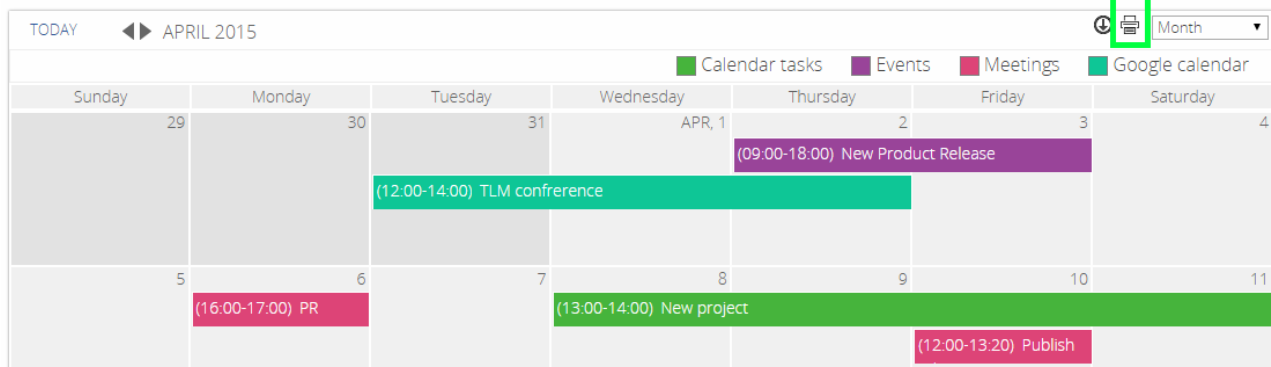 TODAY APRIL 2015 Month
Calendar tasks Events Meetings Google calendar
Sunday Monday Tuesday Wednesday Thursday Friday Saturday
29 30 31 APR, 1 2 3 4
(09:00-18:00) New Product Release
(12:00-14:00) TLM confrerence
5 6 7 8 9 10 11
(16:00-17:00) PR (13:00-14:00) New project
(12:00-13:20) Publish